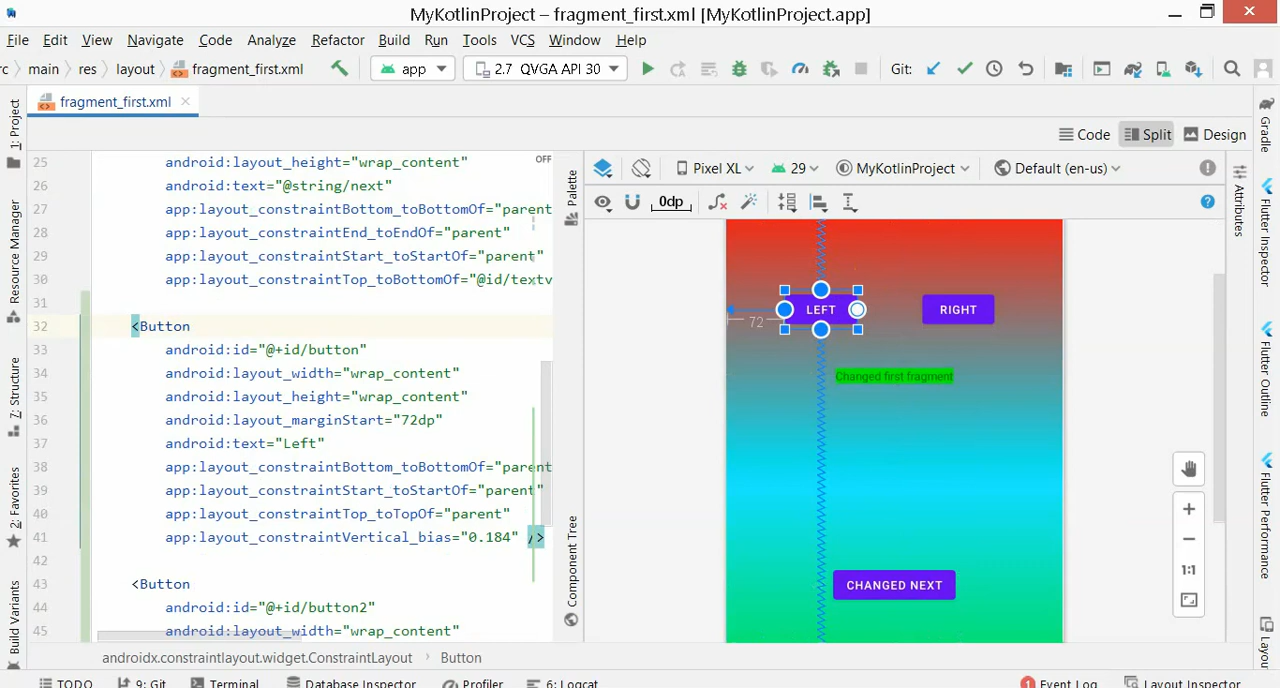 MyKotlinProject – fragment_first.xml [MyKotlinProject.app]
File Edit View Navigate Code Analyze Refactor Build Run Tools VCS Window Help
rc main res layout fragment_first.xml app 2.7 QVGA API 30 Git:
fragment_first.xml
Code Split Design
25 android:layout_height="wrap_content"
26 android:text="@string/next"
27 app:layout_constraintBottom_toBottomOf="parent
28 app:layout_constraintEnd_toEndOf="parent"
29 app:layout_constraintStart_toStartOf="parent"
30 app:layout_constraintTop_toBottomOf="@id/textv
31
32 <Button
33 android:id="@+id/button"
34 android:layout_width="wrap_content"
35 android:layout_height="wrap_content"
36 android:layout_marginStart="72dp"
37 android:text="Left"
38 app:layout_constraintBottom_toBottomOf="parent
39 app:layout_constraintStart_toStartOf="parent"
40 app:layout_constraintTop_toTopOf="parent"
41 app:layout_constraintVertical_bias="0.184" />
42
43 <Button
44 android:id="@+id/button2"
45 android:layout_width="wrap_content"
OFF
Pixel XL 29 MyKotlinProject Default (en-us)
0dp
LEFT
RIGHT
72
Changed first fragment
CHANGED NEXT
1:1
1: Project
Resource Manager
7: Structure
2: Favorites
Build Variants
Palette
Component Tree
Attributes
Gradle
Flutter Inspector
Flutter Outline
Flutter Performance
Layou
androidx.constraintlayout.widget.ConstraintLayout Button
TODO 9: Git Terminal Database Inspector Profiler 6: Logcat Event Log Layout Inspector